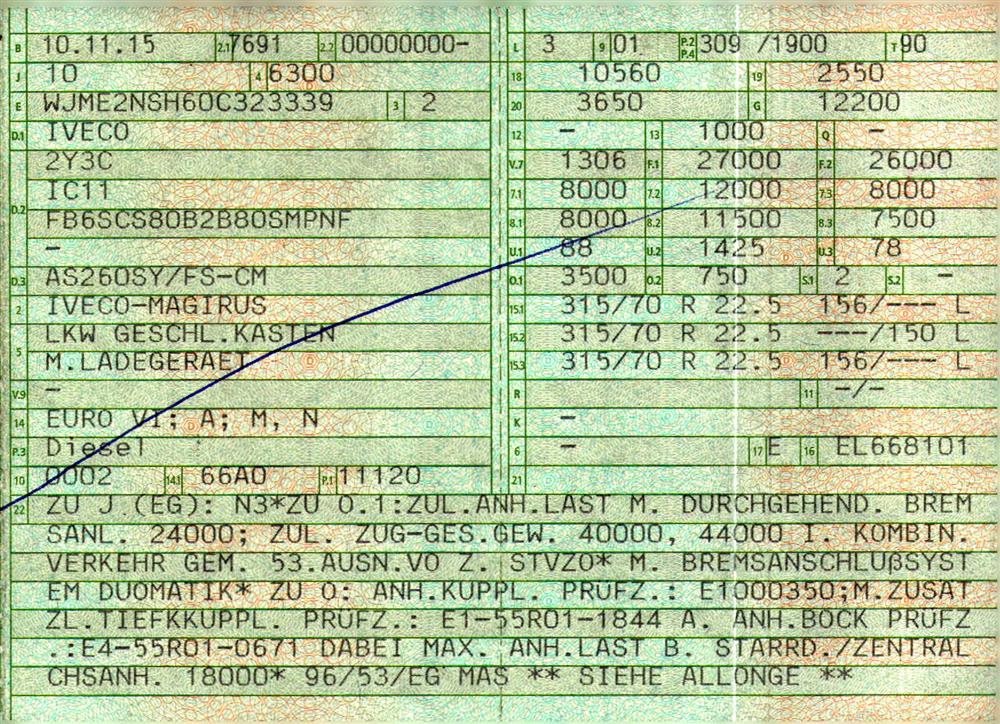 B 10.11.15 2.1 7691 2.2 00000000- L 3 9 01 P.2 P.4 309 /1900 T 90
J 10 4 6300 18 10560 19 2550
E WJME2NSH60C323339 3 2 20 3650 G 12200
D.1 IVECO 12 - 13 1000 Q -
2Y3C V.7 1306 F.1 27000 F.2 26000
D.2 IC11 7.1 8000 7.2 12000 7.3 8000
FB6SCS80B2B80SMPNF 8.1 8000 8.2 11500 8.3 7500
- U.1 88 U.2 1425 U.3 78
D.3 AS260SY/FS-CM O.1 3500 O.2 750 S.1 2 S.2 -
2 IVECO-MAGIRUS 15.1 315/70 R 22.5 156/--- L
5 LKW GESCHL.KASTEN 15.2 315/70 R 22.5 ---/150 L
M.LADEGERAET 15.3 315/70 R 22.5 156/--- L
V.9 - R 11 -/-
14 EURO VI; A; M, N K -
P.3 Diesel 6 - 17 E 16 EL668101
10 0002 14.1 66A0 P.1 11120 21
22 ZU J (EG): N3*ZU O.1:ZUL.ANH.LAST M. DURCHGEHEND. BREM
SANL. 24000; ZUL. ZUG-GES.GEW. 40000, 44000 I. KOMBIN.
VERKEHR GEM. 53.AUSN.VO Z. STVZO* M. BREMSANSCHLUßSYST
EM DUOMATIK* ZU O: ANH.KUPPL. PRÜFZ.: E1000350;M.ZUSAT
ZL.TIEFKKUPPL. PRÜFZ.: E1-55R01-1844 A. ANH.BOCK PRÜFZ
.:E4-55R01-0671 DABEI MAX. ANH.LAST B. STARRD./ZENTRAL
CHSANH. 18000* 96/53/EG MAS ** SIEHE ALLONGE **